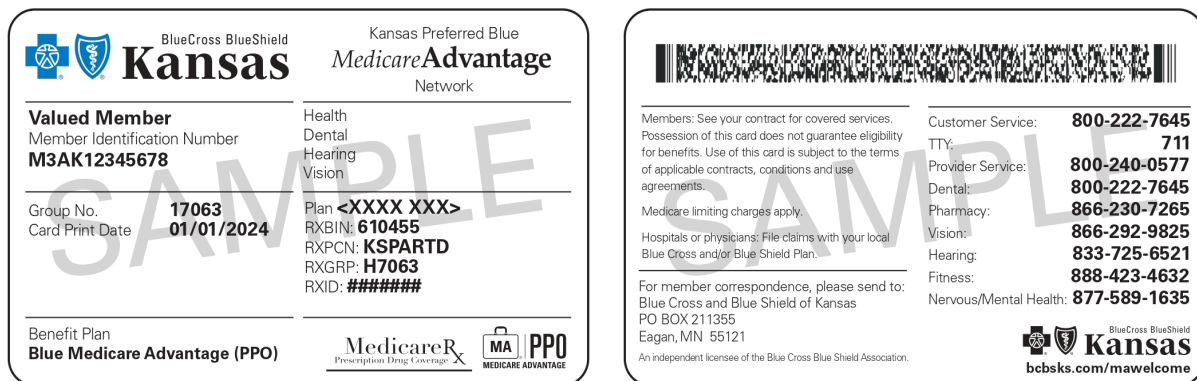 BlueCross BlueShield
Kansas
Kansas Preferred Blue
MedicareAdvantage
Network
Valued Member
Member Identification Number
M3AK12345678
Health
Dental
Hearing
Vision
Group No. 17063
Card Print Date 01/01/2024
Plan <XXXX XXX>
RXBIN: 610455
RXPCN: KSPARTD
RXGRP: H7063
RXID: #######
Benefit Plan
Blue Medicare Advantage (PPO)
MedicareRx
Prescription Drug Coverage
MA PPO
MEDICARE ADVANTAGE
SAMPLE
Members: See your contract for covered services.
Possession of this card does not guarantee eligibility
for benefits. Use of this card is subject to the terms
of applicable contracts, conditions and use
agreements.
Medicare limiting charges apply.
Hospitals or physicians: File claims with your local
Blue Cross and/or Blue Shield Plan.
For member correspondence, please send to:
Blue Cross and Blue Shield of Kansas
PO BOX 211355
Eagan, MN 55121
An independent licensee of the Blue Cross Blue Shield Association.
Customer Service: 800-222-7645
TTY: 711
Provider Service: 800-240-0577
Dental: 800-222-7645
Pharmacy: 866-230-7265
Vision: 866-292-9825
Hearing: 833-725-6521
Fitness: 888-423-4632
Nervous/Mental Health: 877-589-1635
BlueCross BlueShield
Kansas
bcbsks.com/mawelcome
SAMPLE